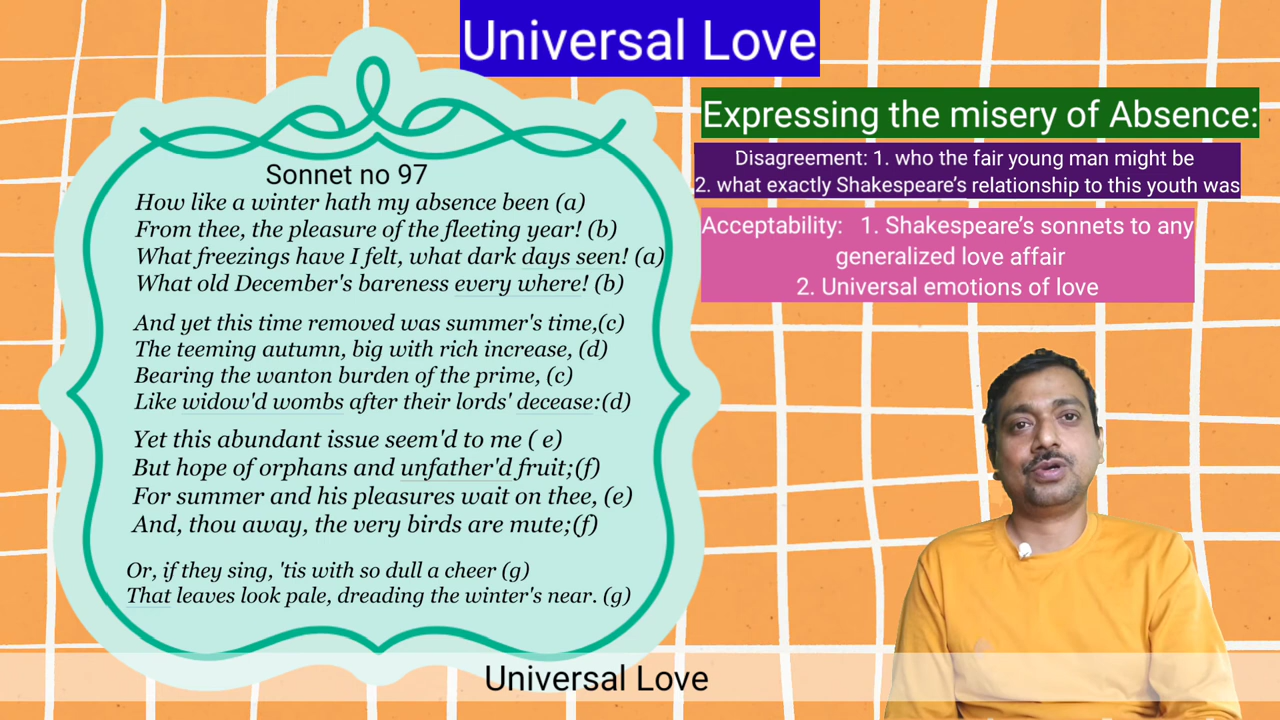 Universal Love
Sonnet no 97
How like a winter hath my absence been (a)
From thee, the pleasure of the fleeting year! (b)
What freezings have I felt, what dark days seen! (a)
What old December's bareness every where! (b)
And yet this time removed was summer's time,(c)
The teeming autumn, big with rich increase, (d)
Bearing the wanton burden of the prime, (c)
Like widow'd wombs after their lords' decease:(d)
Yet this abundant issue seem'd to me ( e)
But hope of orphans and unfather'd fruit;(f)
For summer and his pleasures wait on thee, (e)
And, thou away, the very birds are mute;(f)
Or, if they sing, 'tis with so dull a cheer (g)
That leaves look pale, dreading the winter's near. (g)
Expressing the misery of Absence:
Disagreement: 1. who the fair young man might be
2. what exactly Shakespeare's relationship to this youth was
Acceptability: 1. Shakespeare's sonnets to any
generalized love affair
2. Universal emotions of love
Universal Love